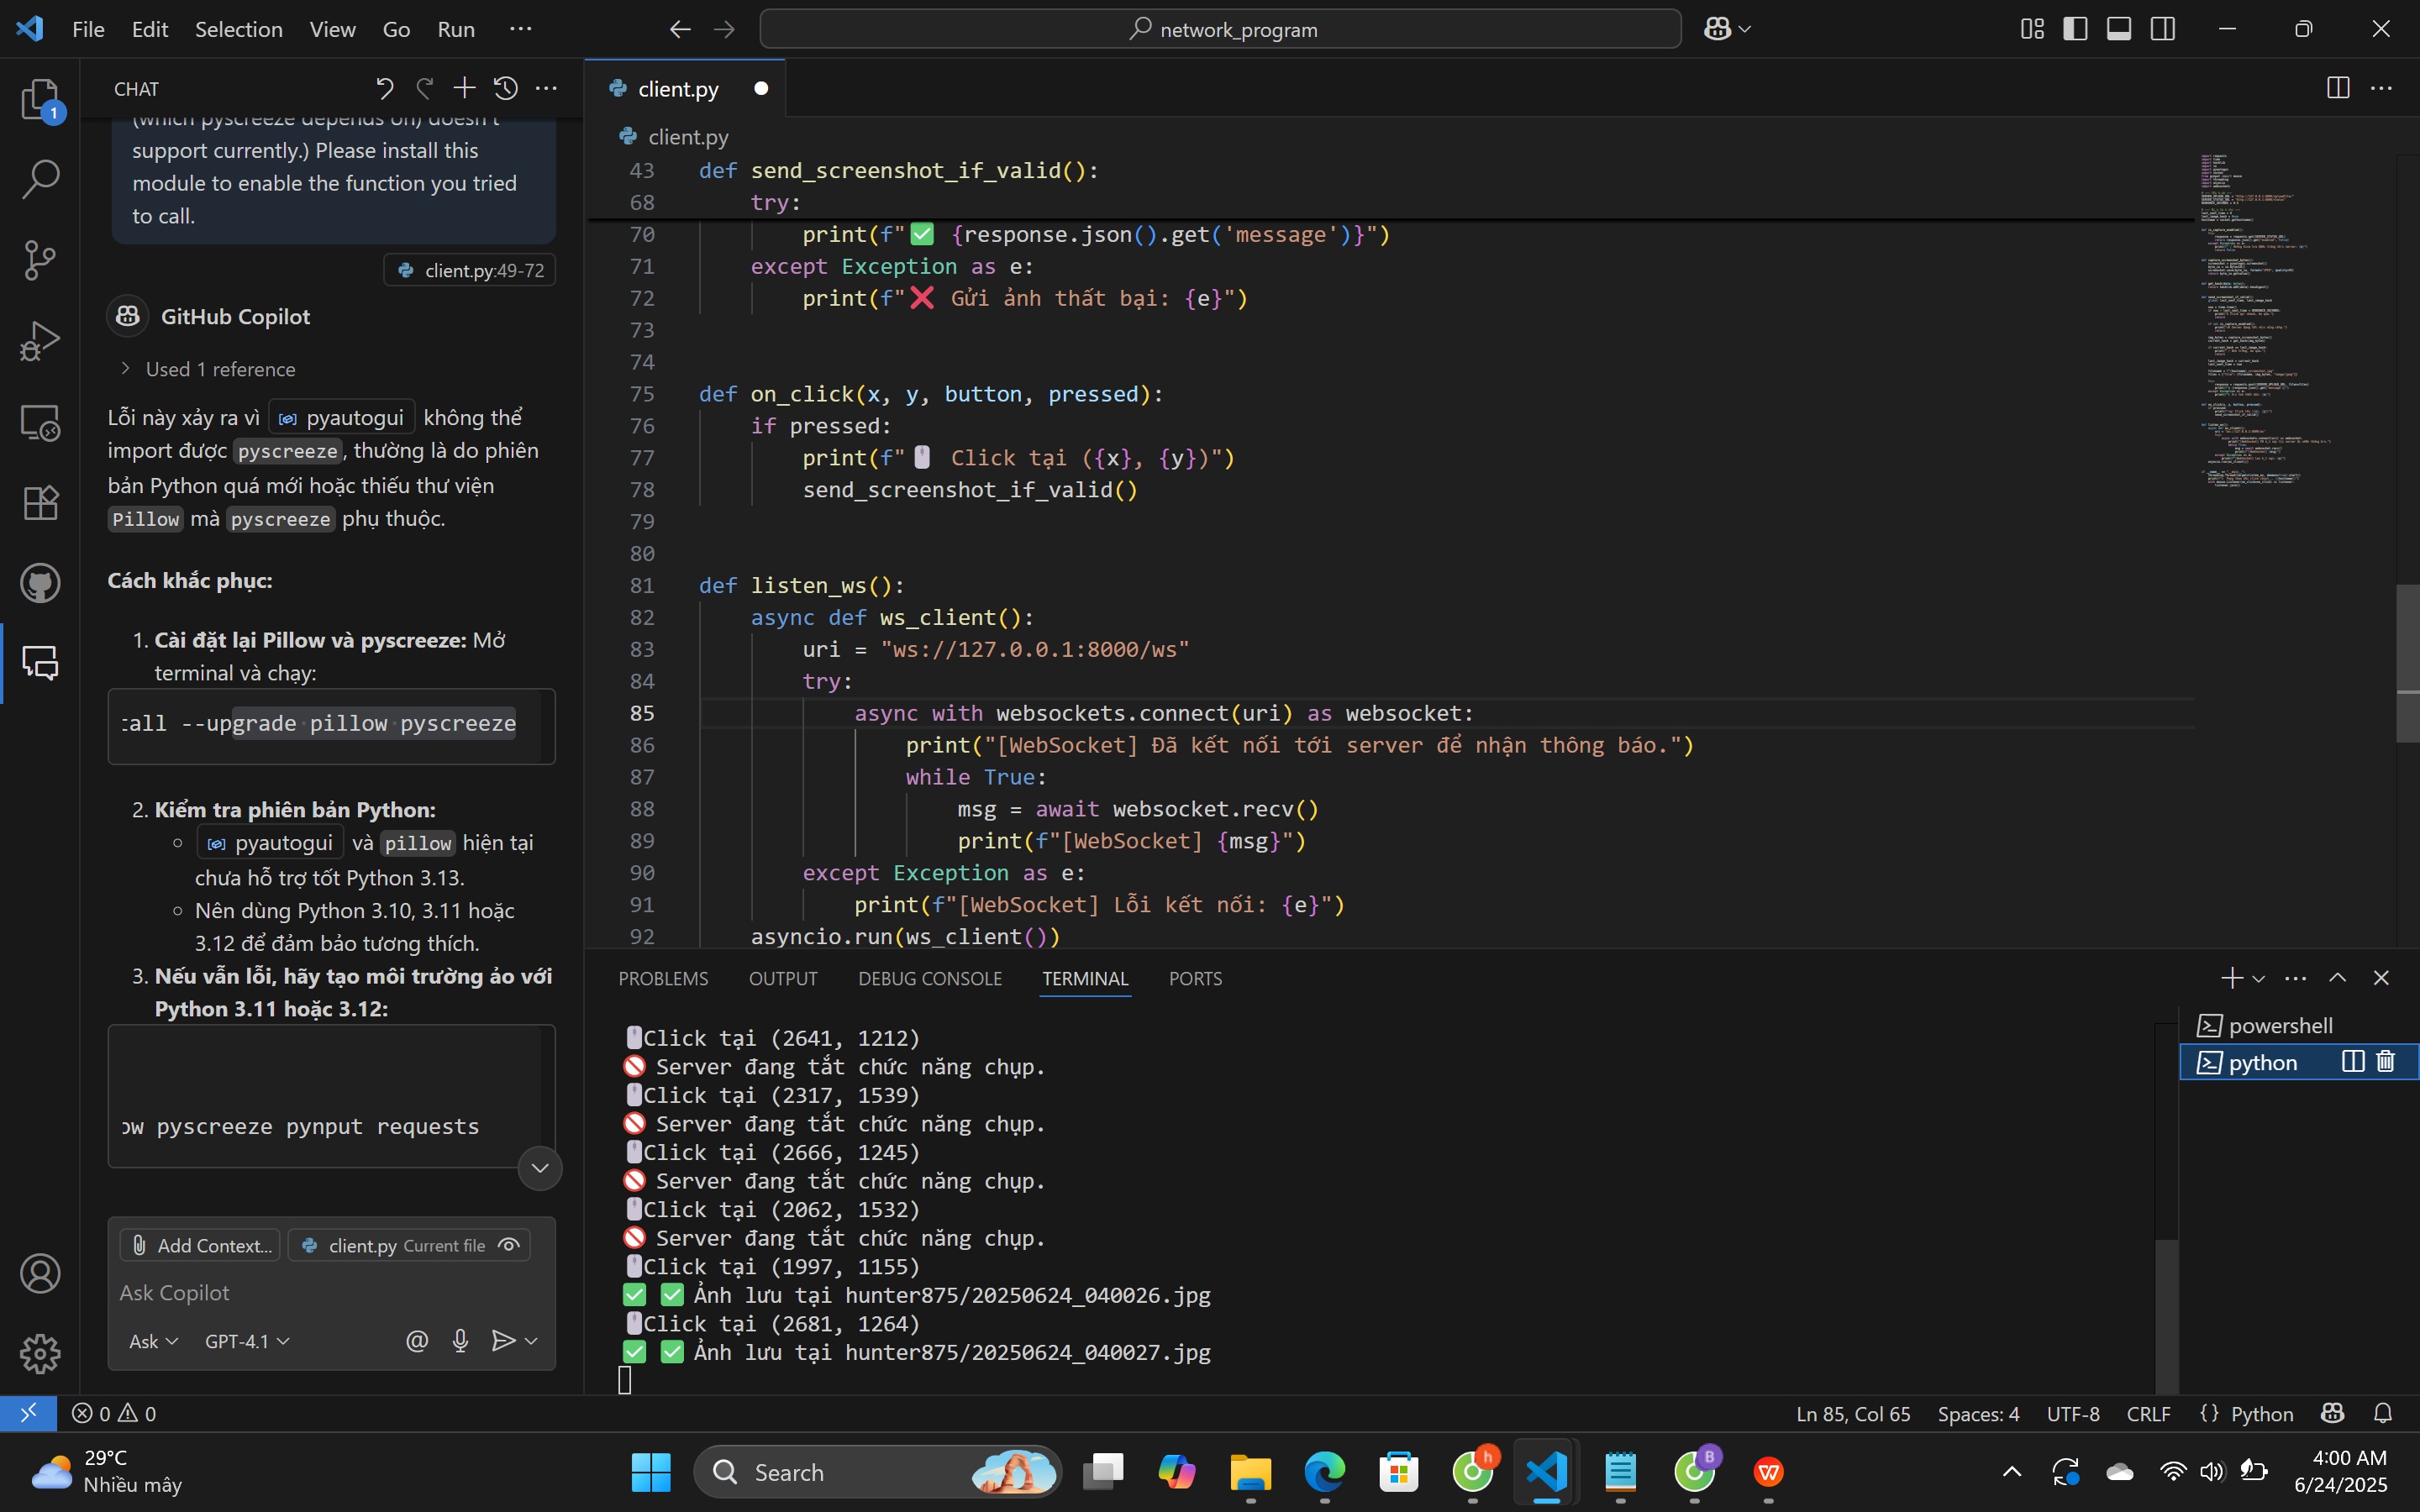 File Edit Selection View Go Run ···
network_program
CHAT
(which pyscreeze depends on) doesn't
support currently.) Please install this
module to enable the function you tried
to call.
client.py:49-72
GitHub Copilot
Used 1 reference
Lỗi này xảy ra vì pyautogui không thể
import được pyscreeze, thường là do phiên
bản Python quá mới hoặc thiếu thư viện
Pillow mà pyscreeze phụ thuộc.
Cách khắc phục:
1. Cài đặt lại Pillow và pyscreeze: Mở
terminal và chạy:
all --upgrade pillow pyscreeze
2. Kiểm tra phiên bản Python:
○ pyautogui và pillow hiện tại
chưa hỗ trợ tốt Python 3.13.
○ Nên dùng Python 3.10, 3.11 hoặc
3.12 để đảm bảo tương thích.
3. Nếu vẫn lỗi, hãy tạo môi trường ảo với
Python 3.11 hoặc 3.12:
ow pyscreeze pynput requests
Add Context... client.py Current file
Ask Copilot
Ask GPT-4.1
client.py
client.py
43 def send_screenshot_if_valid():
68 try:
70 print(f"✅ {response.json().get('message')}")
71 except Exception as e:
72 print(f"❌ Gửi ảnh thất bại: {e}")
73
74
75 def on_click(x, y, button, pressed):
76 if pressed:
77 print(f"🖱️ Click tại ({x}, {y})")
78 send_screenshot_if_valid()
79
80
81 def listen_ws():
82 async def ws_client():
83 uri = "ws://127.0.0.1:8000/ws"
84 try:
85 async with websockets.connect(uri) as websocket:
86 print("[WebSocket] Đã kết nối tới server để nhận thông báo.")
87 while True:
88 msg = await websocket.recv()
89 print(f"[WebSocket] {msg}")
90 except Exception as e:
91 print(f"[WebSocket] Lỗi kết nối: {e}")
92 asyncio.run(ws_client())
PROBLEMS OUTPUT DEBUG CONSOLE TERMINAL PORTS
🖱️Click tại (2641, 1212)
🚫 Server đang tắt chức năng chụp.
🖱️Click tại (2317, 1539)
🚫 Server đang tắt chức năng chụp.
🖱️Click tại (2666, 1245)
🚫 Server đang tắt chức năng chụp.
🖱️Click tại (2062, 1532)
🚫 Server đang tắt chức năng chụp.
🖱️Click tại (1997, 1155)
✅ ✅ Ảnh lưu tại hunter875/20250624_040026.jpg
🖱️Click tại (2681, 1264)
✅ ✅ Ảnh lưu tại hunter875/20250624_040027.jpg
powershell
python
0 0
Ln 85, Col 65 Spaces: 4 UTF-8 CRLF {} Python
29°C
Nhiều mây
Search
4:00 AM
6/24/2025